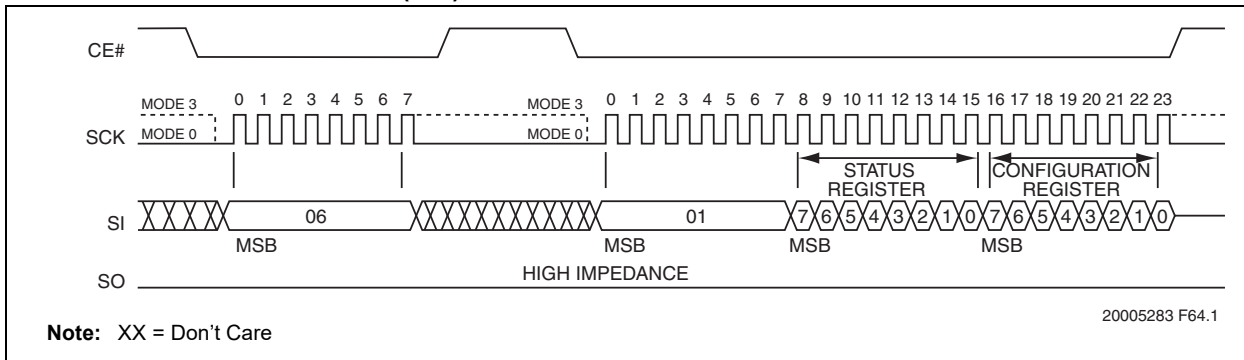 CE#
MODE 3 0 1 2 3 4 5 6 7 MODE 3 0 1 2 3 4 5 6 7 8 9 10 11 12 13 14 15 16 17 18 19 20 21 22 23
SCK MODE 0 MODE 0
STATUS REGISTER CONFIGURATION REGISTER
SI 06 01 7 6 5 4 3 2 1 0 7 6 5 4 3 2 1 0
MSB MSB MSB MSB
SO HIGH IMPEDANCE
20005283 F64.1
Note: XX = Don't Care